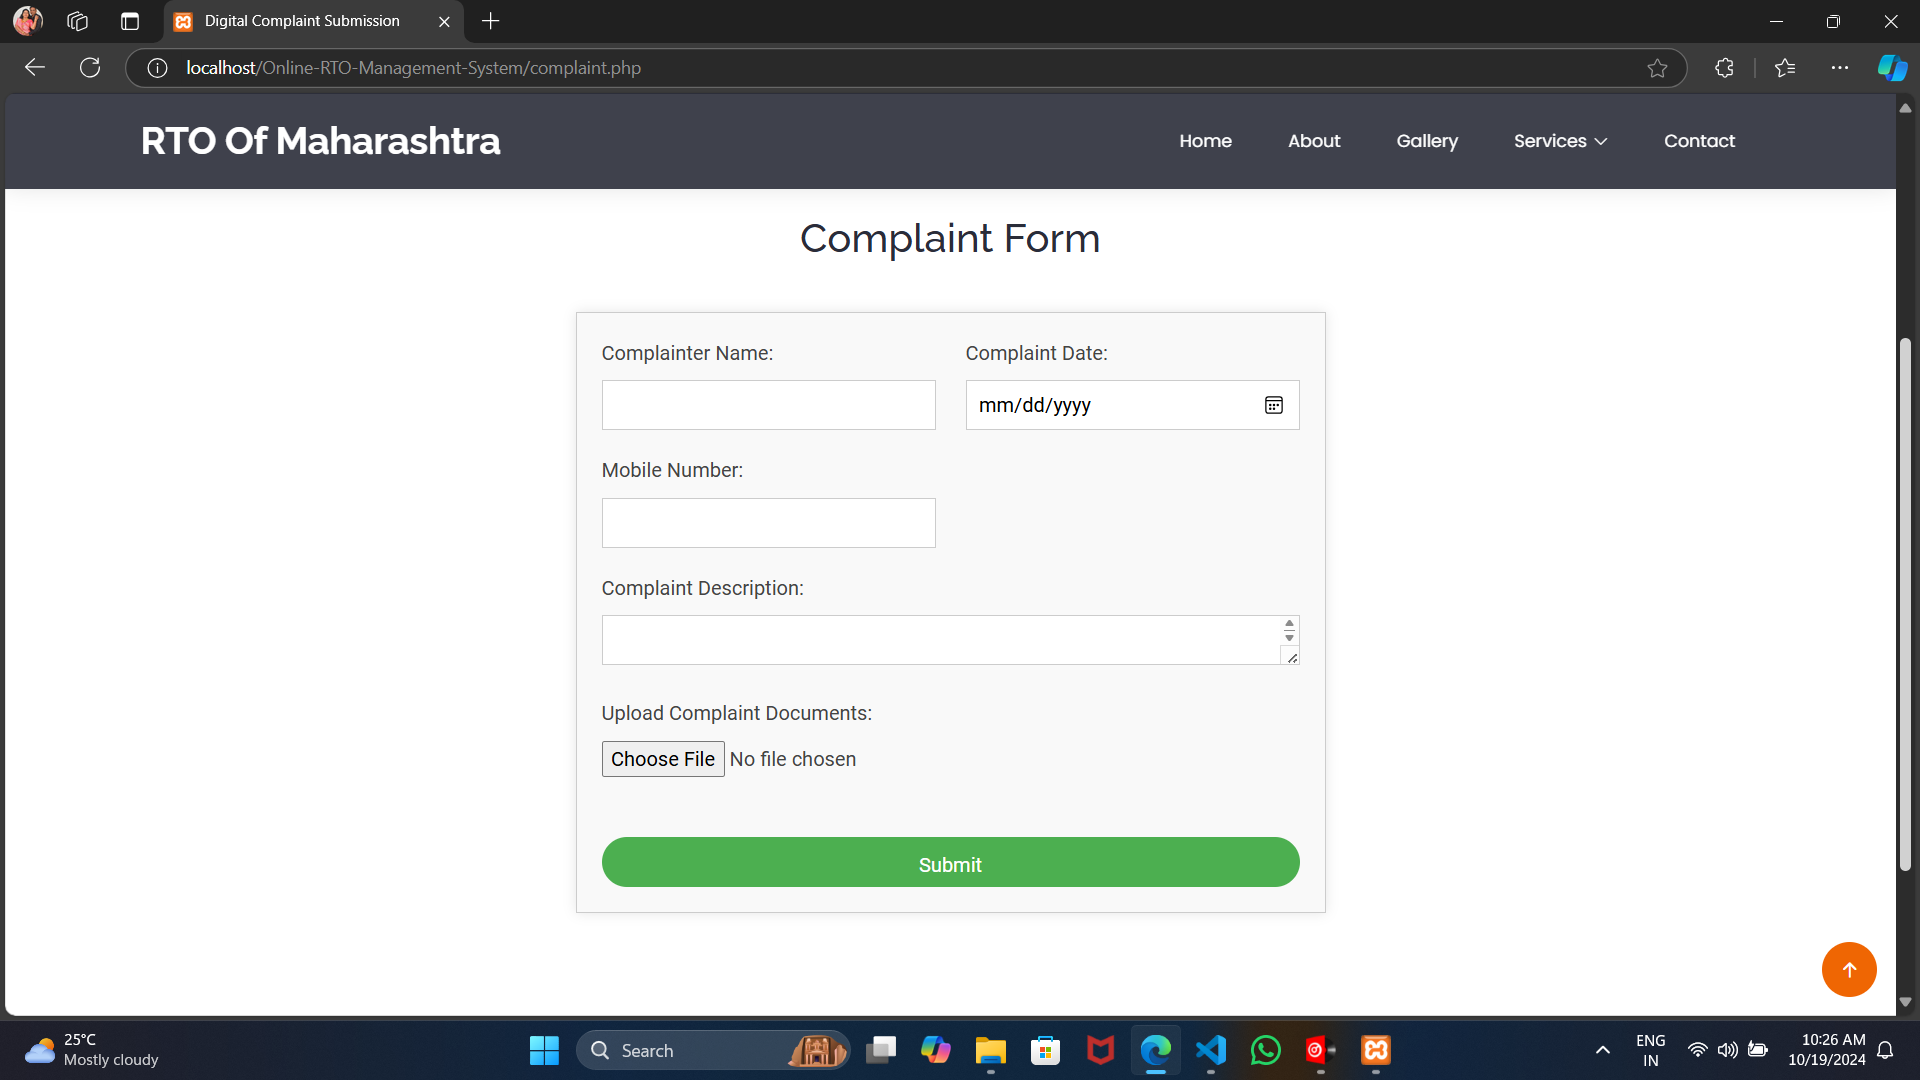 Digital Complaint Submission
localhost/Online-RTO-Management-System/complaint.php
RTO Of Maharashtra
Home About Gallery Services Contact
Complaint Form
Complainter Name: Complaint Date:
mm/dd/yyyy
Mobile Number:
Complaint Description:
Upload Complaint Documents:
Choose File No file chosen
Submit
25°C
Mostly cloudy
Search
ENG
IN
10:26 AM
10/19/2024